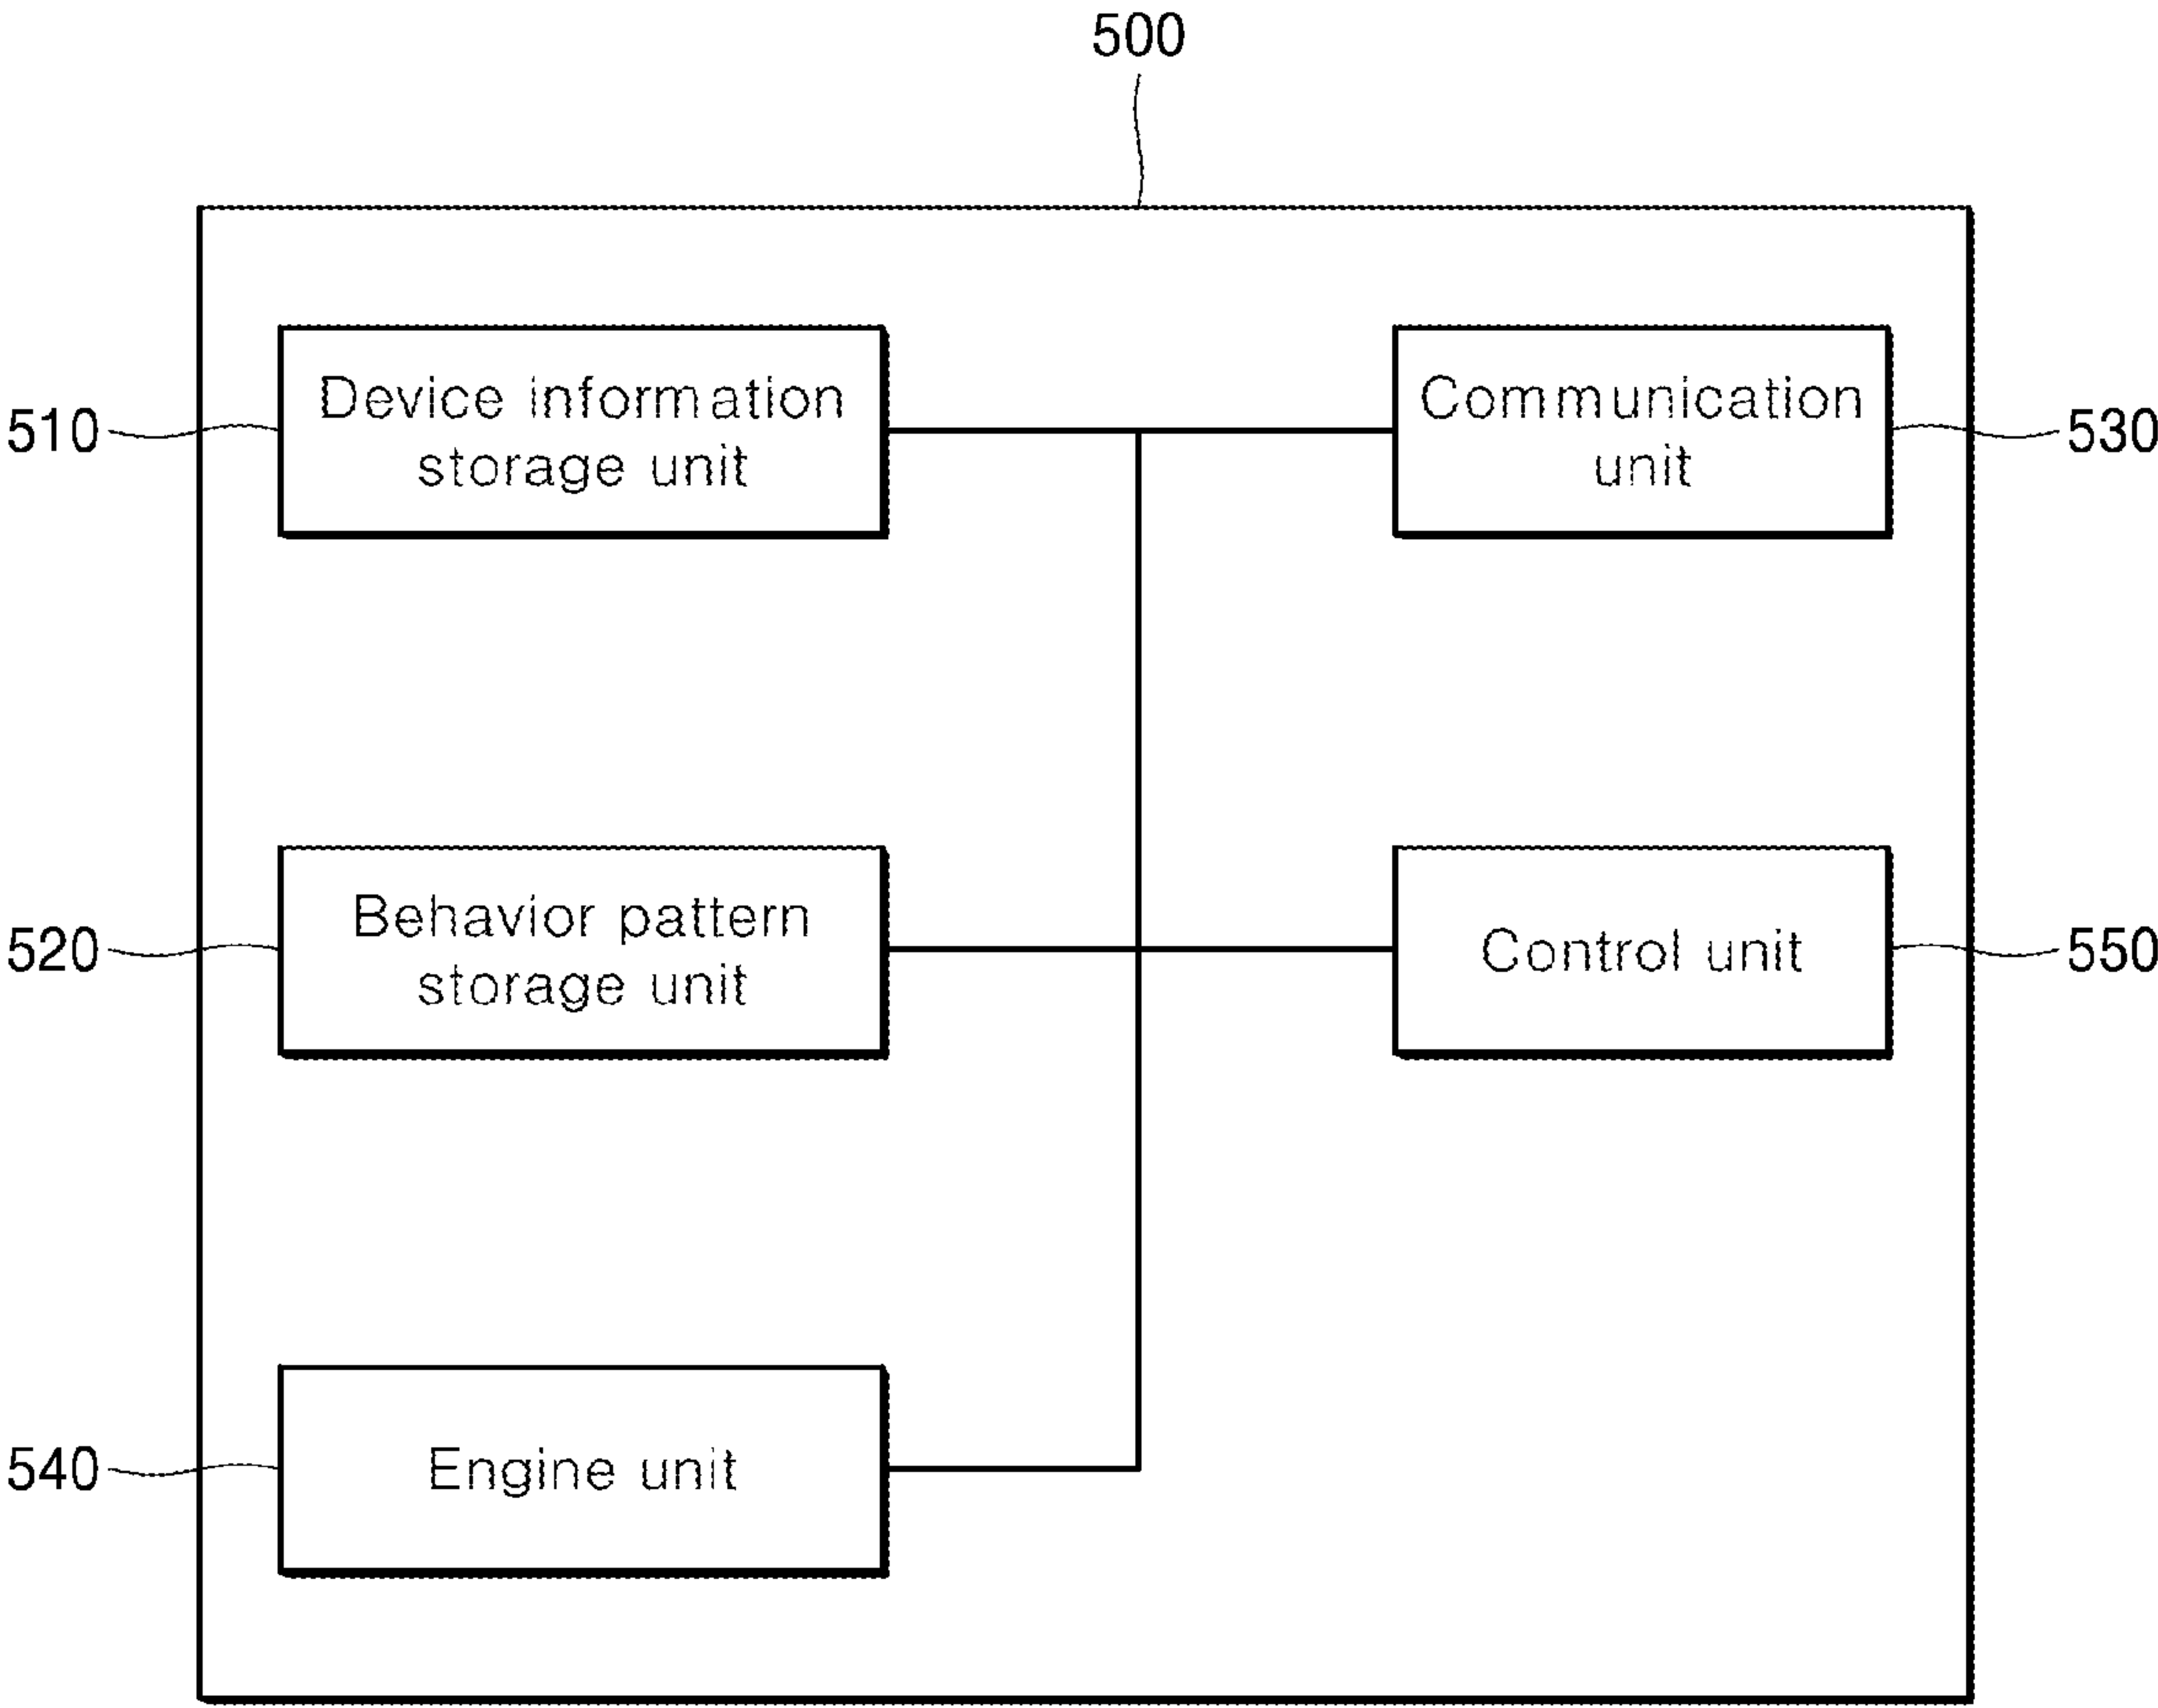 500
510
Device information
storage unit
Communication
unit
530
520
Behavior pattern
storage unit
Control unit
550
540
Engine unit